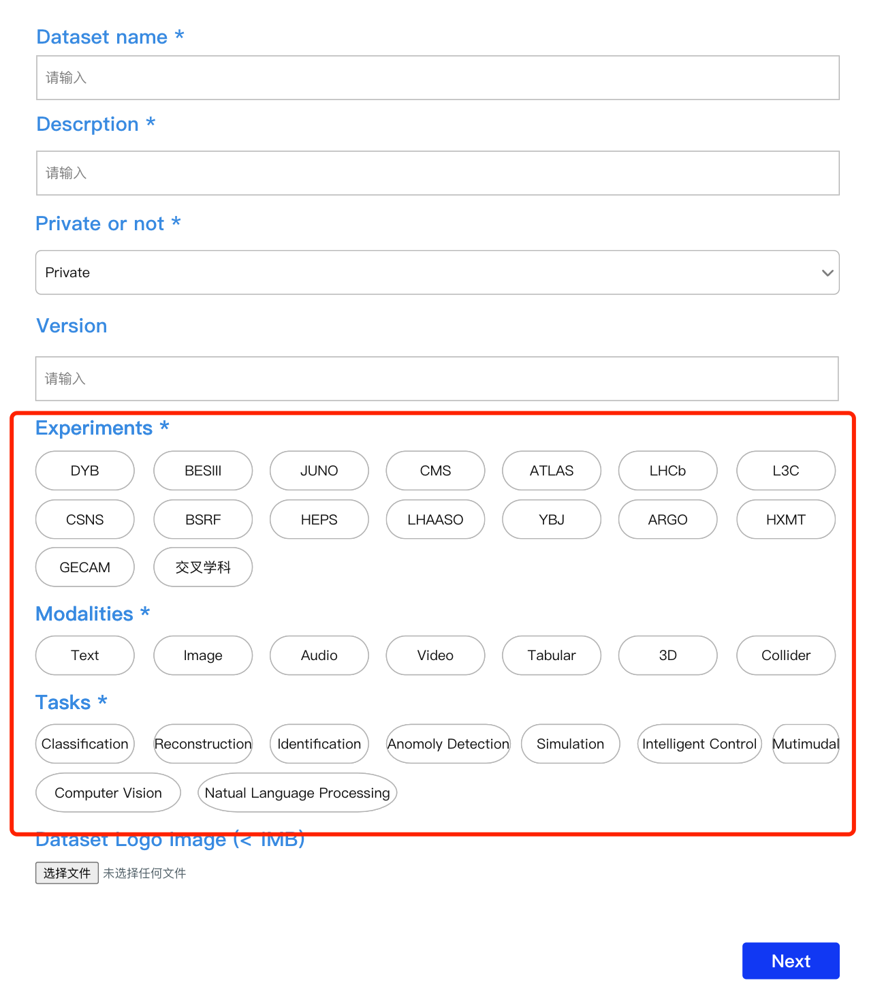 Dataset name *
请输入
Descrption *
请输入
Private or not *
Private
Version
请输入
Experiments *
DYB BESIII JUNO CMS ATLAS LHCb L3C
CSNS BSRF HEPS LHAASO YBJ ARGO HXMT
GECAM 交叉学科
Modalities *
Text Image Audio Video Tabular 3D Collider
Tasks *
Classification Reconstruction Identification Anomoly Detection Simulation Intelligent Control Mutimudal
Computer Vision Natual Language Processing
Dataset Logo Image (< 1MB)
选择文件 未选择任何文件
Next